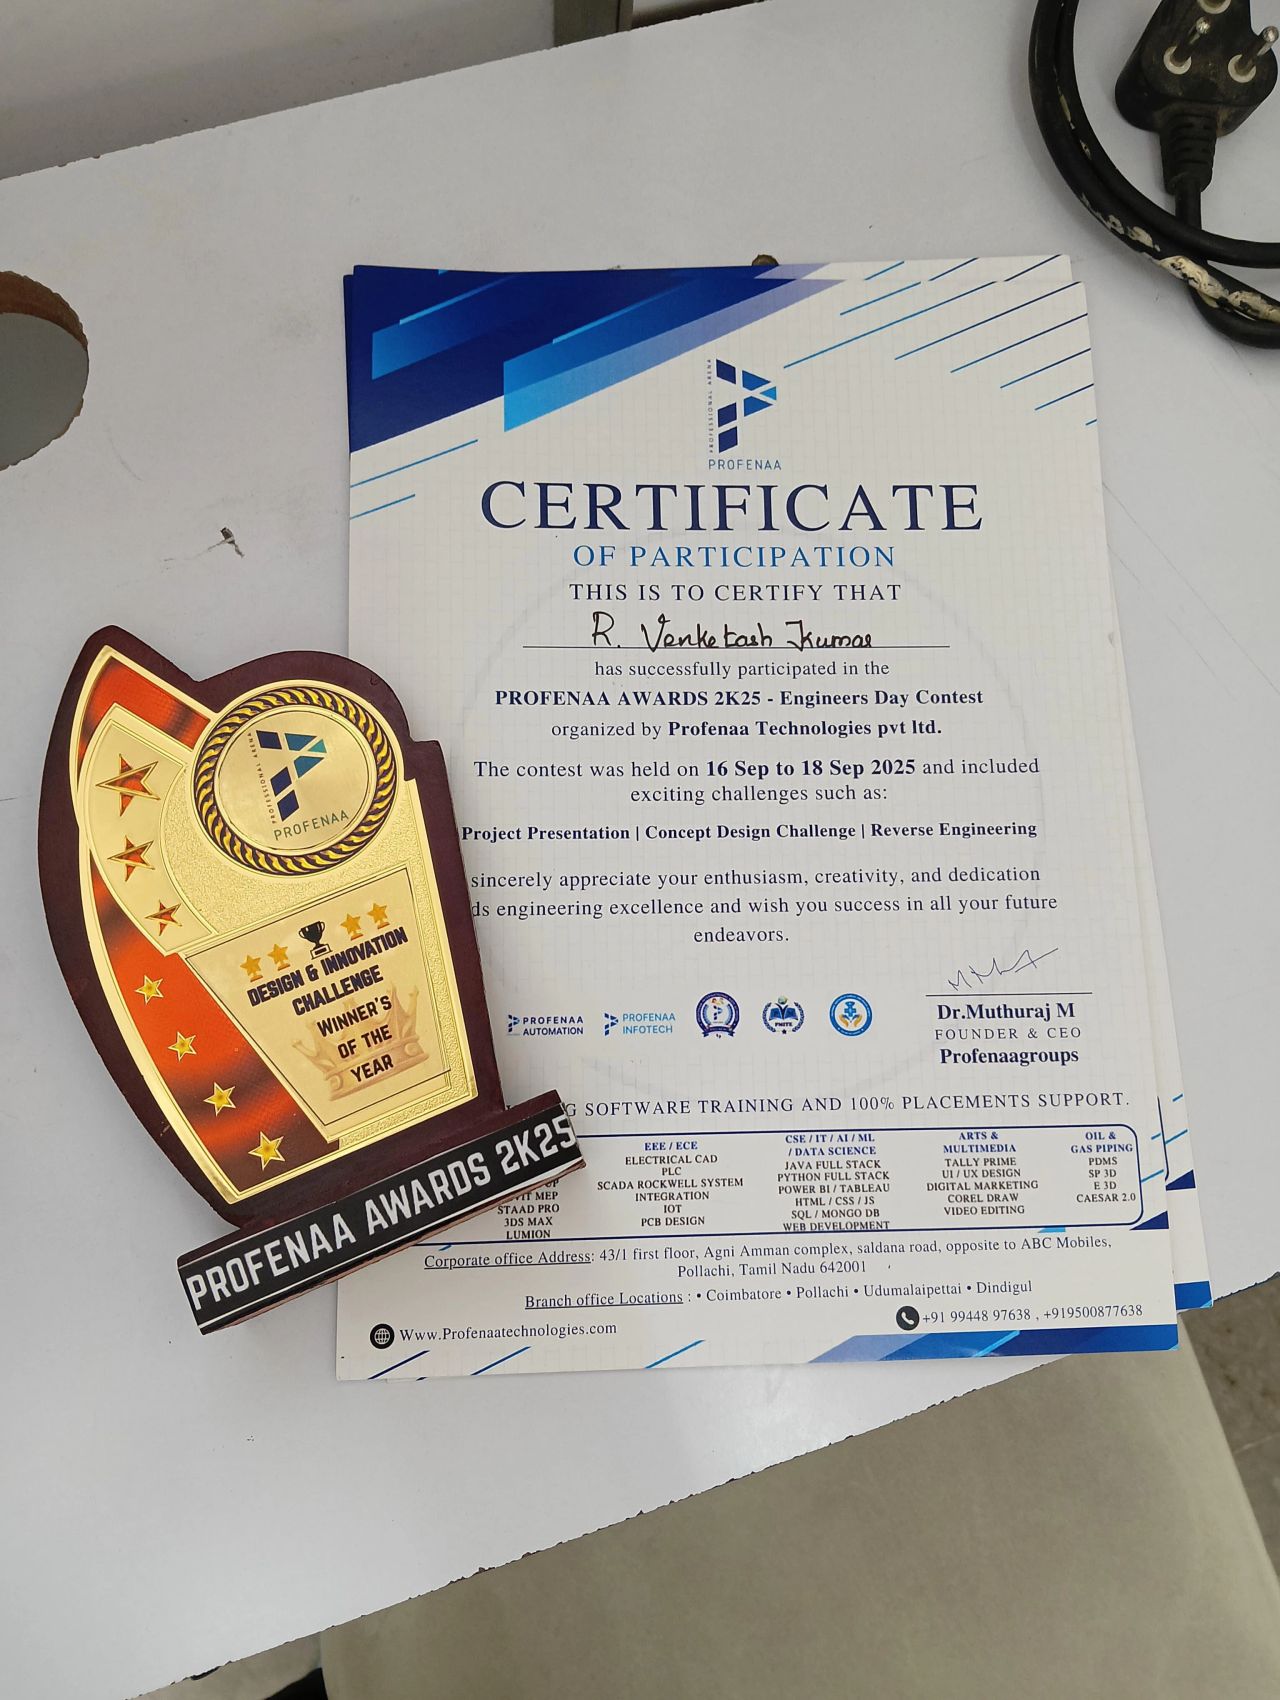 PROFESSIONAL ARENA
PROFENAA
CERTIFICATE
OF PARTICIPATION
THIS IS TO CERTIFY THAT
R. Venketash Kumar
has successfully participated in the
PROFENAA AWARDS 2K25 - Engineers Day Contest
organized by Profenaa Technologies pvt ltd.
The contest was held on 16 Sep to 18 Sep 2025 and included
exciting challenges such as:
Project Presentation | Concept Design Challenge | Reverse Engineering
sincerely appreciate your enthusiasm, creativity, and dedication
ds engineering excellence and wish you success in all your future
endeavors.
PROFENAA AUTOMATION
PROFENAA INFOTECH
PNITE
Dr.Muthuraj M
FOUNDER & CEO
Profenaagroups
G SOFTWARE TRAINING AND 100% PLACEMENTS SUPPORT.
MEP
STAAD PRO
3DS MAX
LUMION
EEE / ECE
ELECTRICAL CAD
PLC
SCADA ROCKWELL SYSTEM
INTEGRATION
IOT
PCB DESIGN
CSE / IT / AI / ML
/ DATA SCIENCE
JAVA FULL STACK
PYTHON FULL STACK
POWER BI / TABLEAU
HTML / CSS / JS
SQL / MONGO DB
WEB DEVELOPMENT
ARTS &
MULTIMEDIA
TALLY PRIME
UI / UX DESIGN
DIGITAL MARKETING
COREL DRAW
VIDEO EDITING
OIL &
GAS PIPING
PDMS
SP 3D
E 3D
CAESAR 2.0
Corporate office Address: 43/1 first floor, Agni Amman complex, saldana road, opposite to ABC Mobiles,
Pollachi, Tamil Nadu 642001
Branch office Locations : • Coimbatore • Pollachi • Udumalaipettai • Dindigul
Www.Profenaatechnologies.com
+91 99448 97638 , +919500877638
PROFESSIONAL ARENA
PROFENAA
DESIGN & INNOVATION
CHALLENGE
WINNER'S
OF THE
YEAR
PROFENAA AWARDS 2K25